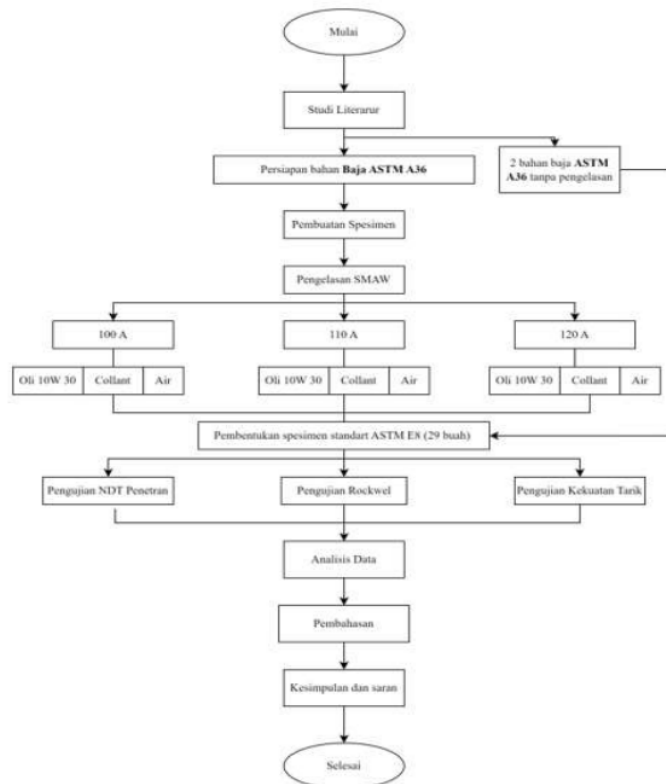 Mulai
Studi Literarur
Persiapan bahan Baja ASTM A36
2 bahan baja ASTM
A36 tanpa pengelasan
Pembuatan Spesimen
Pengelasan SMAW
100 A
110 A
120 A
Oli 10W 30
Collant
Air
Oli 10W 30
Collant
Air
Oli 10W 30
Collant
Air
Pembentukan spesimen standart ASTM E8 (29 buah)
Pengujian NDT Penetran
Pengujian Rockwel
Pengujian Kekuatan Tarik
Analisis Data
Pembahasan
Kesimpulan dan saran
Selesai